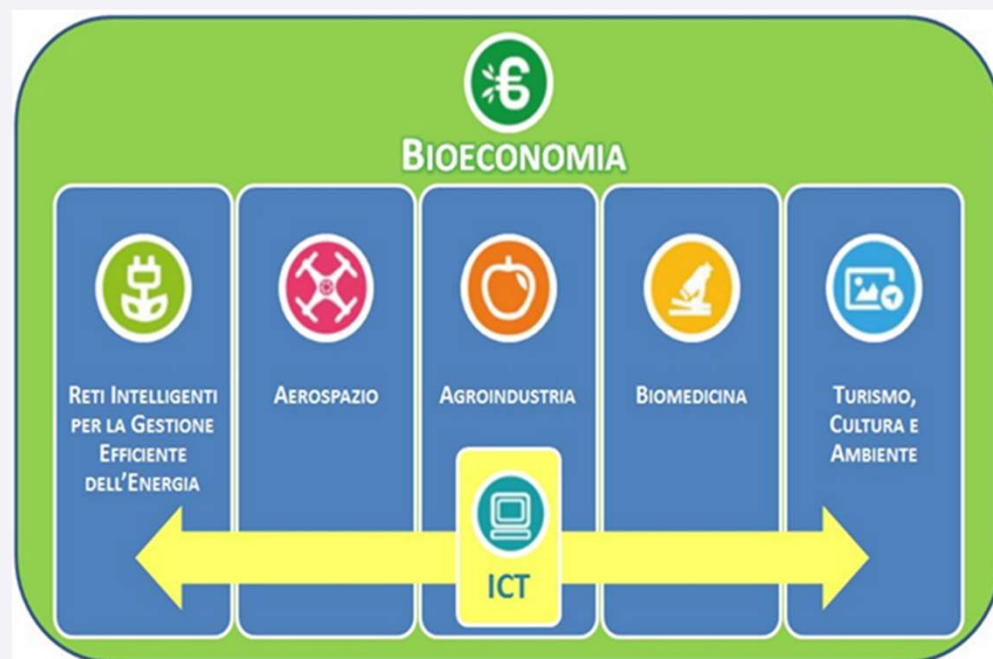 BIOECONOMIA
RETI INTELLIGENTI
PER LA GESTIONE
EFFICIENTE
DELL'ENERGIA
AEROSPAZIO
AGROINDUSTRIA
BIOMEDICINA
TURISMO,
CULTURA E
AMBIENTE
ICT